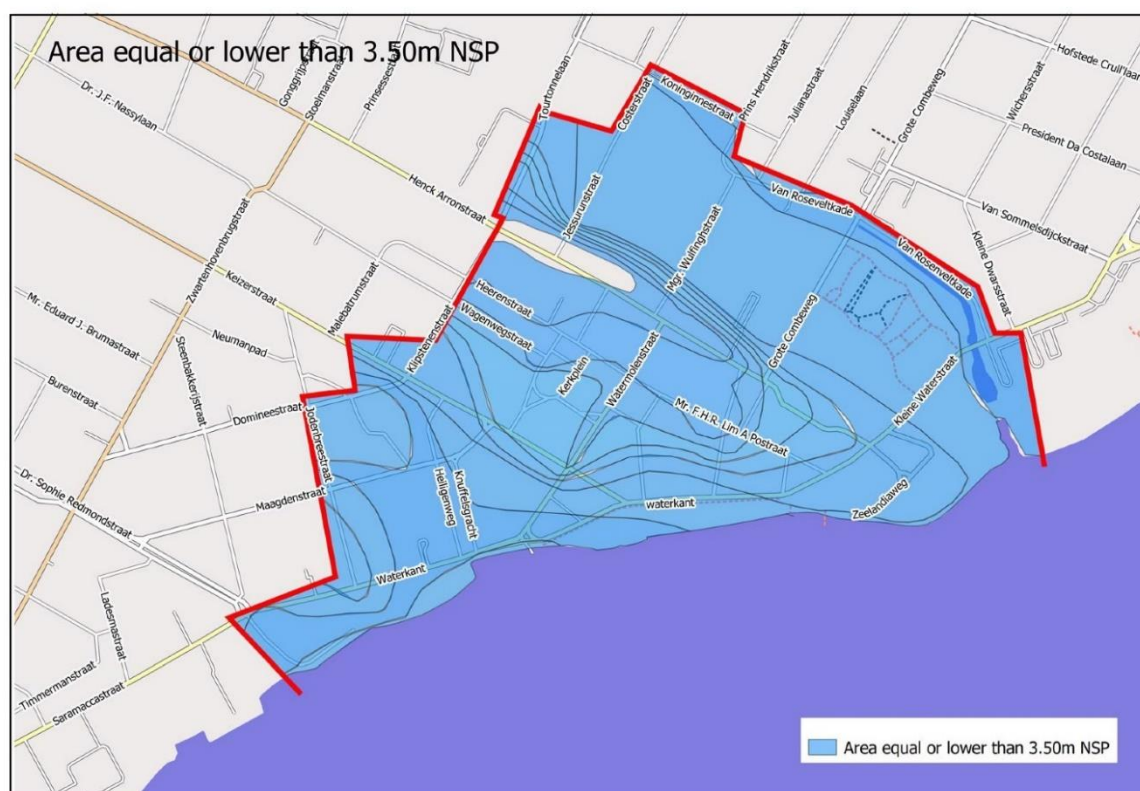 Area equal or lower than 3.50m NSP
Hofstede Crull'laan
Gonggrijpstraat
Stoelmanstraat
Prinsesestraat
Dr. J.F. Nassylaan
Tourtonnelaan
Costerstraat
Koninginnestraat
Prins Hendrikstraat
Julianastraat
Louiselaan
Grote Combeweg
Wichersstraat
President Da Costalaan
Henck Arronstraat
Jessurunstraat
Mgr. Wulfinghstraat
Van Roseveltkade
Van Rosenveltkade
Van Sommelsdijckstraat
Kleine Dwarsstraat
Zwartenhovenbrugstraat
Keizerstraat
Malebatrumstraat
Heerenstraat
Wagenwegstraat
Klipstenenstraat
Mr. Eduard J. Brumastraat
Neumanpad
Steenbakkerijstraat
Kerkplein
Watermolenstraat
Grote Combeweg
Kleine Waterstraat
Burenstraat
Domineestraat
Jodenbreestraat
Mr. F.H.R. Lim A Postraat
Dr. Sophie Redmondstraat
Maagdenstraat
Knuffelsgracht
Heiligenweg
waterkant
Zeelandiaweg
Waterkant
Ladesmastraat
Timmermanstraat
Saramaccastraat
Area equal or lower than 3.50m NSP